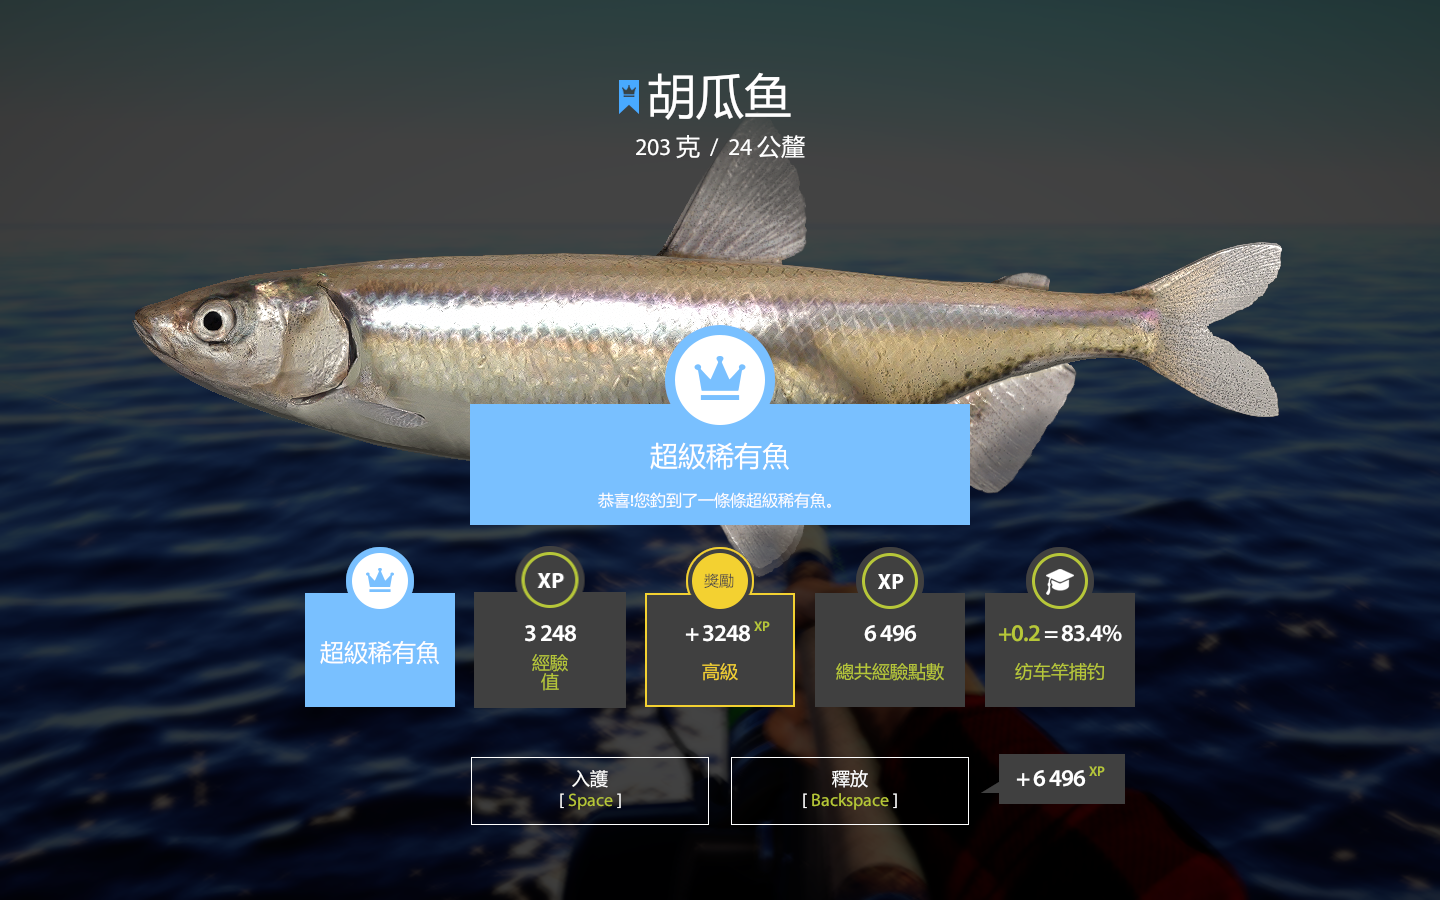 胡瓜鱼
203 克 / 24 公釐
超級稀有魚
恭喜!您釣到了一條條超級稀有魚。
超級稀有魚
XP
3 248
經驗
值
獎勵
+ 3248 XP
高級
XP
6 496
總共經驗點數
+0.2 = 83.4%
纺车竿捕钓
入護
[ Space ]
釋放
[ Backspace ]
+ 6 496 XP